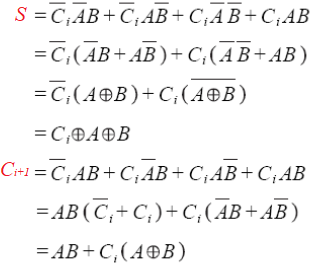 S = C̅ᵢA̅B + C̅ᵢAB̅ + CᵢA̅ B̅ + CᵢAB
= C̅ᵢ(A̅B + AB̅) + Cᵢ(A̅ B̅ + AB)
= C̅ᵢ(A⊕B) + Cᵢ(A̅⊕̅B̅)
= Cᵢ⊕A⊕B
Cᵢ₊₁ = C̅ᵢAB + CᵢA̅B + CᵢAB̅ + CᵢAB
= AB(C̅ᵢ + Cᵢ) + Cᵢ(A̅B + AB̅)
= AB + Cᵢ(A⊕B)